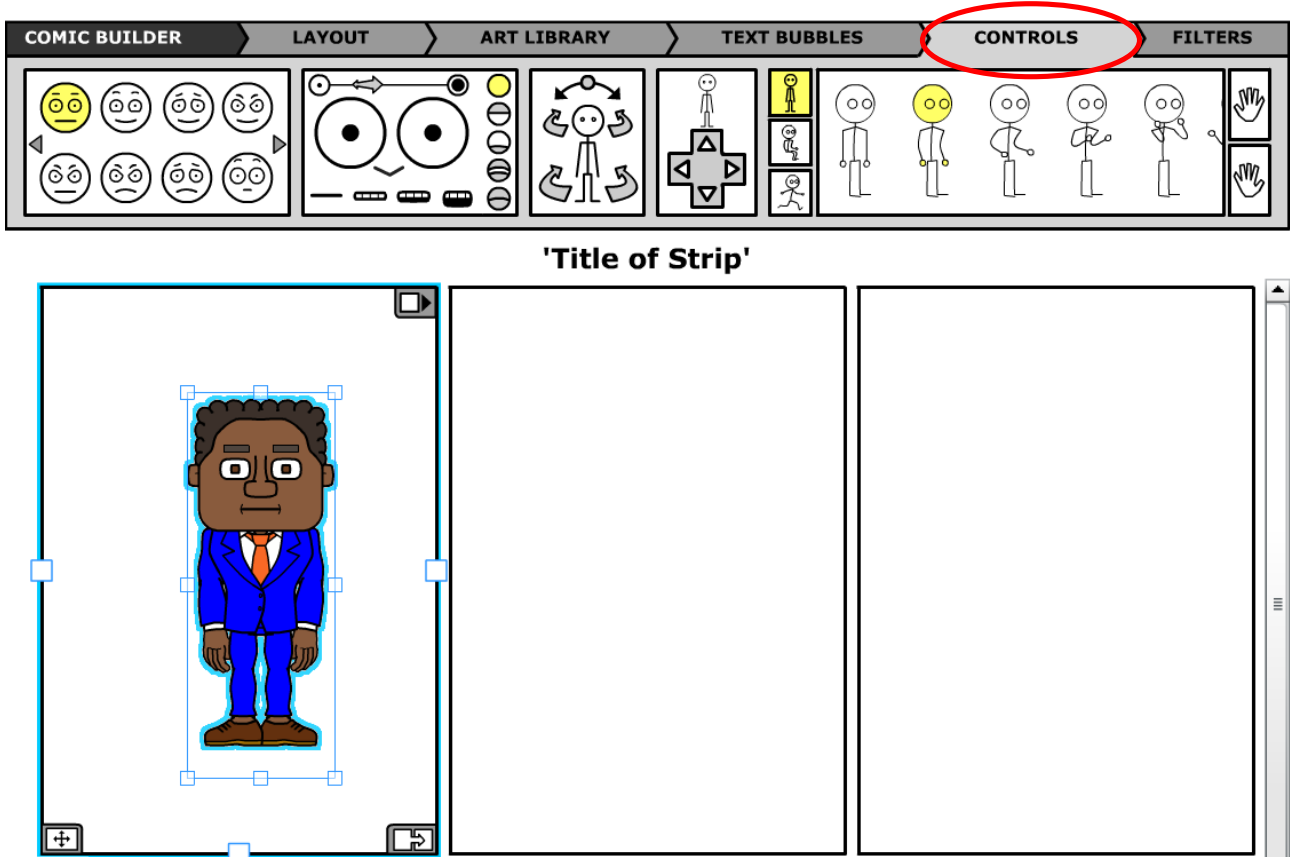 COMIC BUILDER LAYOUT ART LIBRARY TEXT BUBBLES CONTROLS FILTERS
'Title of Strip'